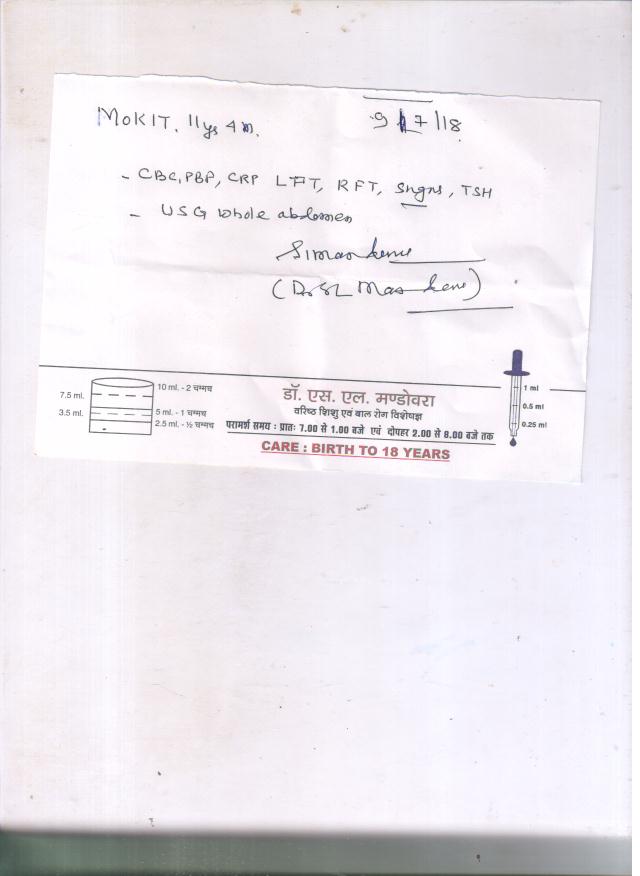 MOKIT. 11ys 4m.
9/7/18
- CBC, PBF, CRP LFT, RFT, , TSH
- USG whole abdomen
(Dr SL )
10 ml. - 2 चम्मच
7.5 ml.
5 ml. - 1 चम्मच
3.5 ml.
2.5 ml. - ½ चम्मच
डॉ. एस. एल. मण्डोवरा
वरिष्ठ शिशु एवं बाल रोग विशेषज्ञ
परामर्श समय : प्रातः 7.00 से 1.00 बजे एवं दोपहर 2.00 से 8.00 बजे तक
CARE : BIRTH TO 18 YEARS
1 ml
0.5 ml
0.25 ml